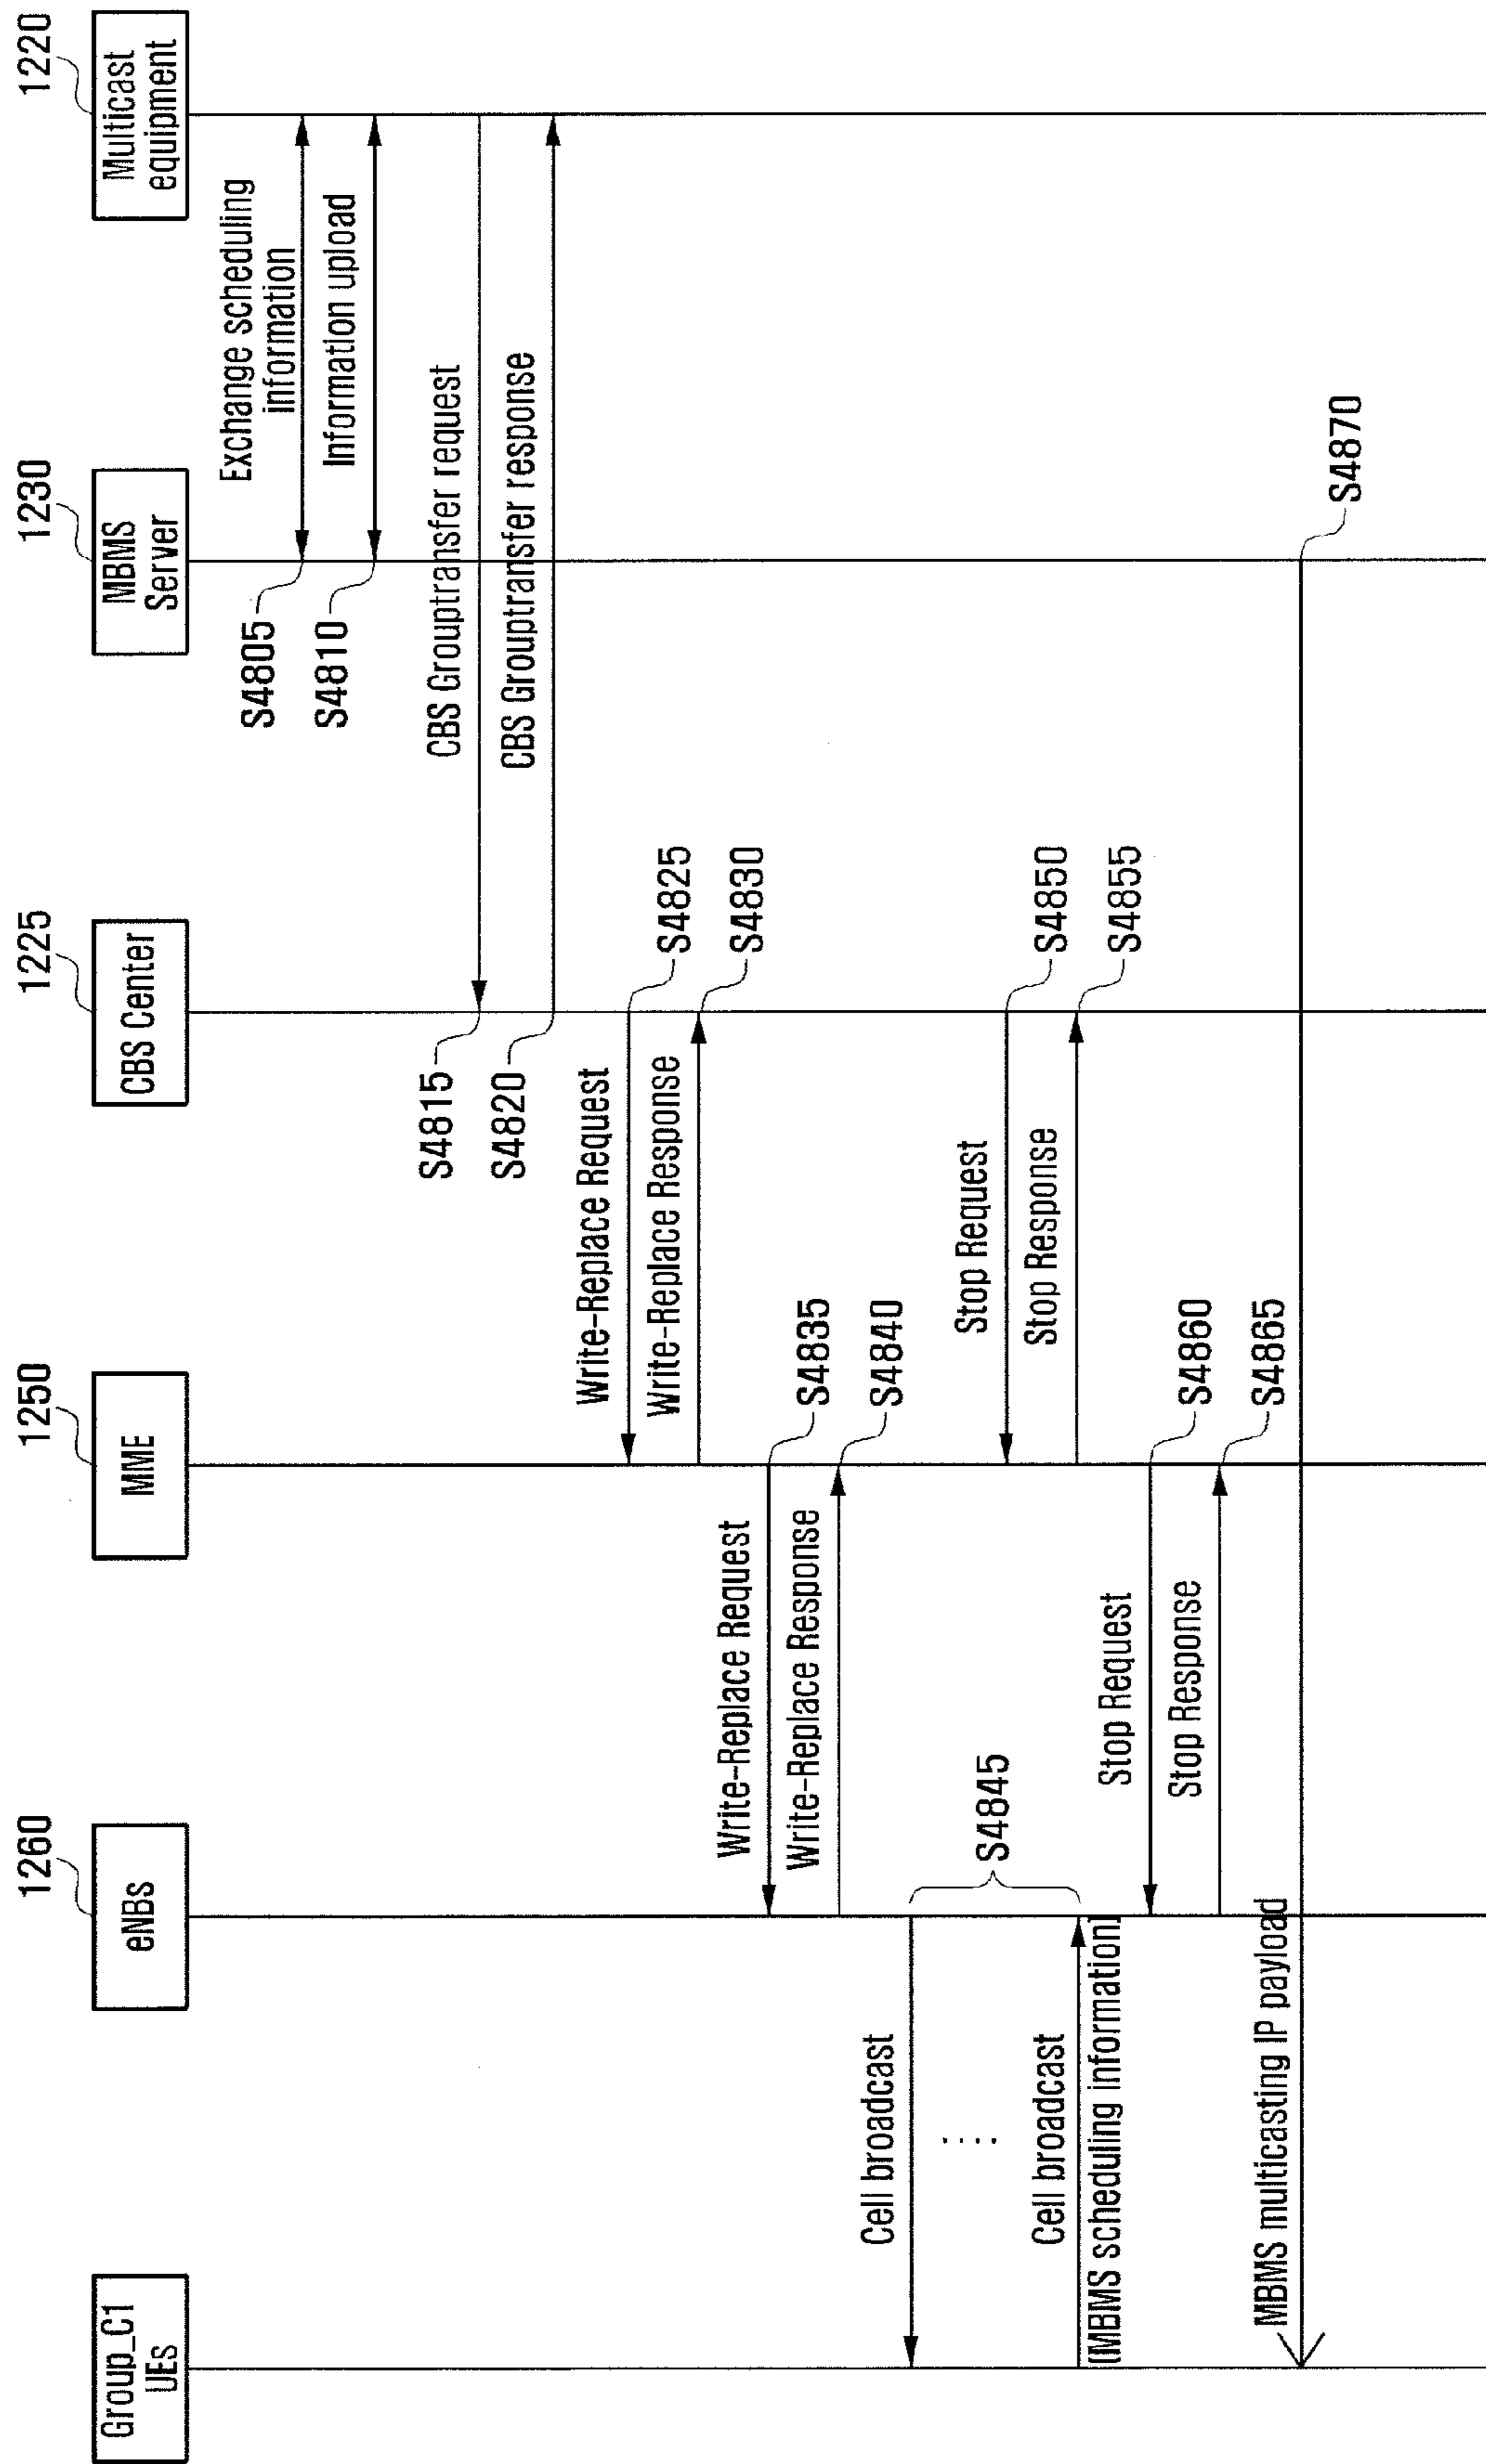 Group_C1
UEs
1260
eNBs
1250
MME
1225
CBS Center
1230
MBMS
Server
1220
Multicast
equipment
Exchange scheduling
information
S4805
Information upload
S4810
CBS Grouptransfer request
S4815
CBS Grouptransfer response
S4820
Write-Replace Request
S4825
Write-Replace Response
S4830
Write-Replace Request
S4835
Write-Replace Response
S4840
Cell broadcast
....
S4845
Cell broadcast
(MBMS scheduling information)
Stop Request
S4850
Stop Response
S4855
Stop Request
S4860
Stop Response
S4865
MBMS multicasting IP payload
S4870